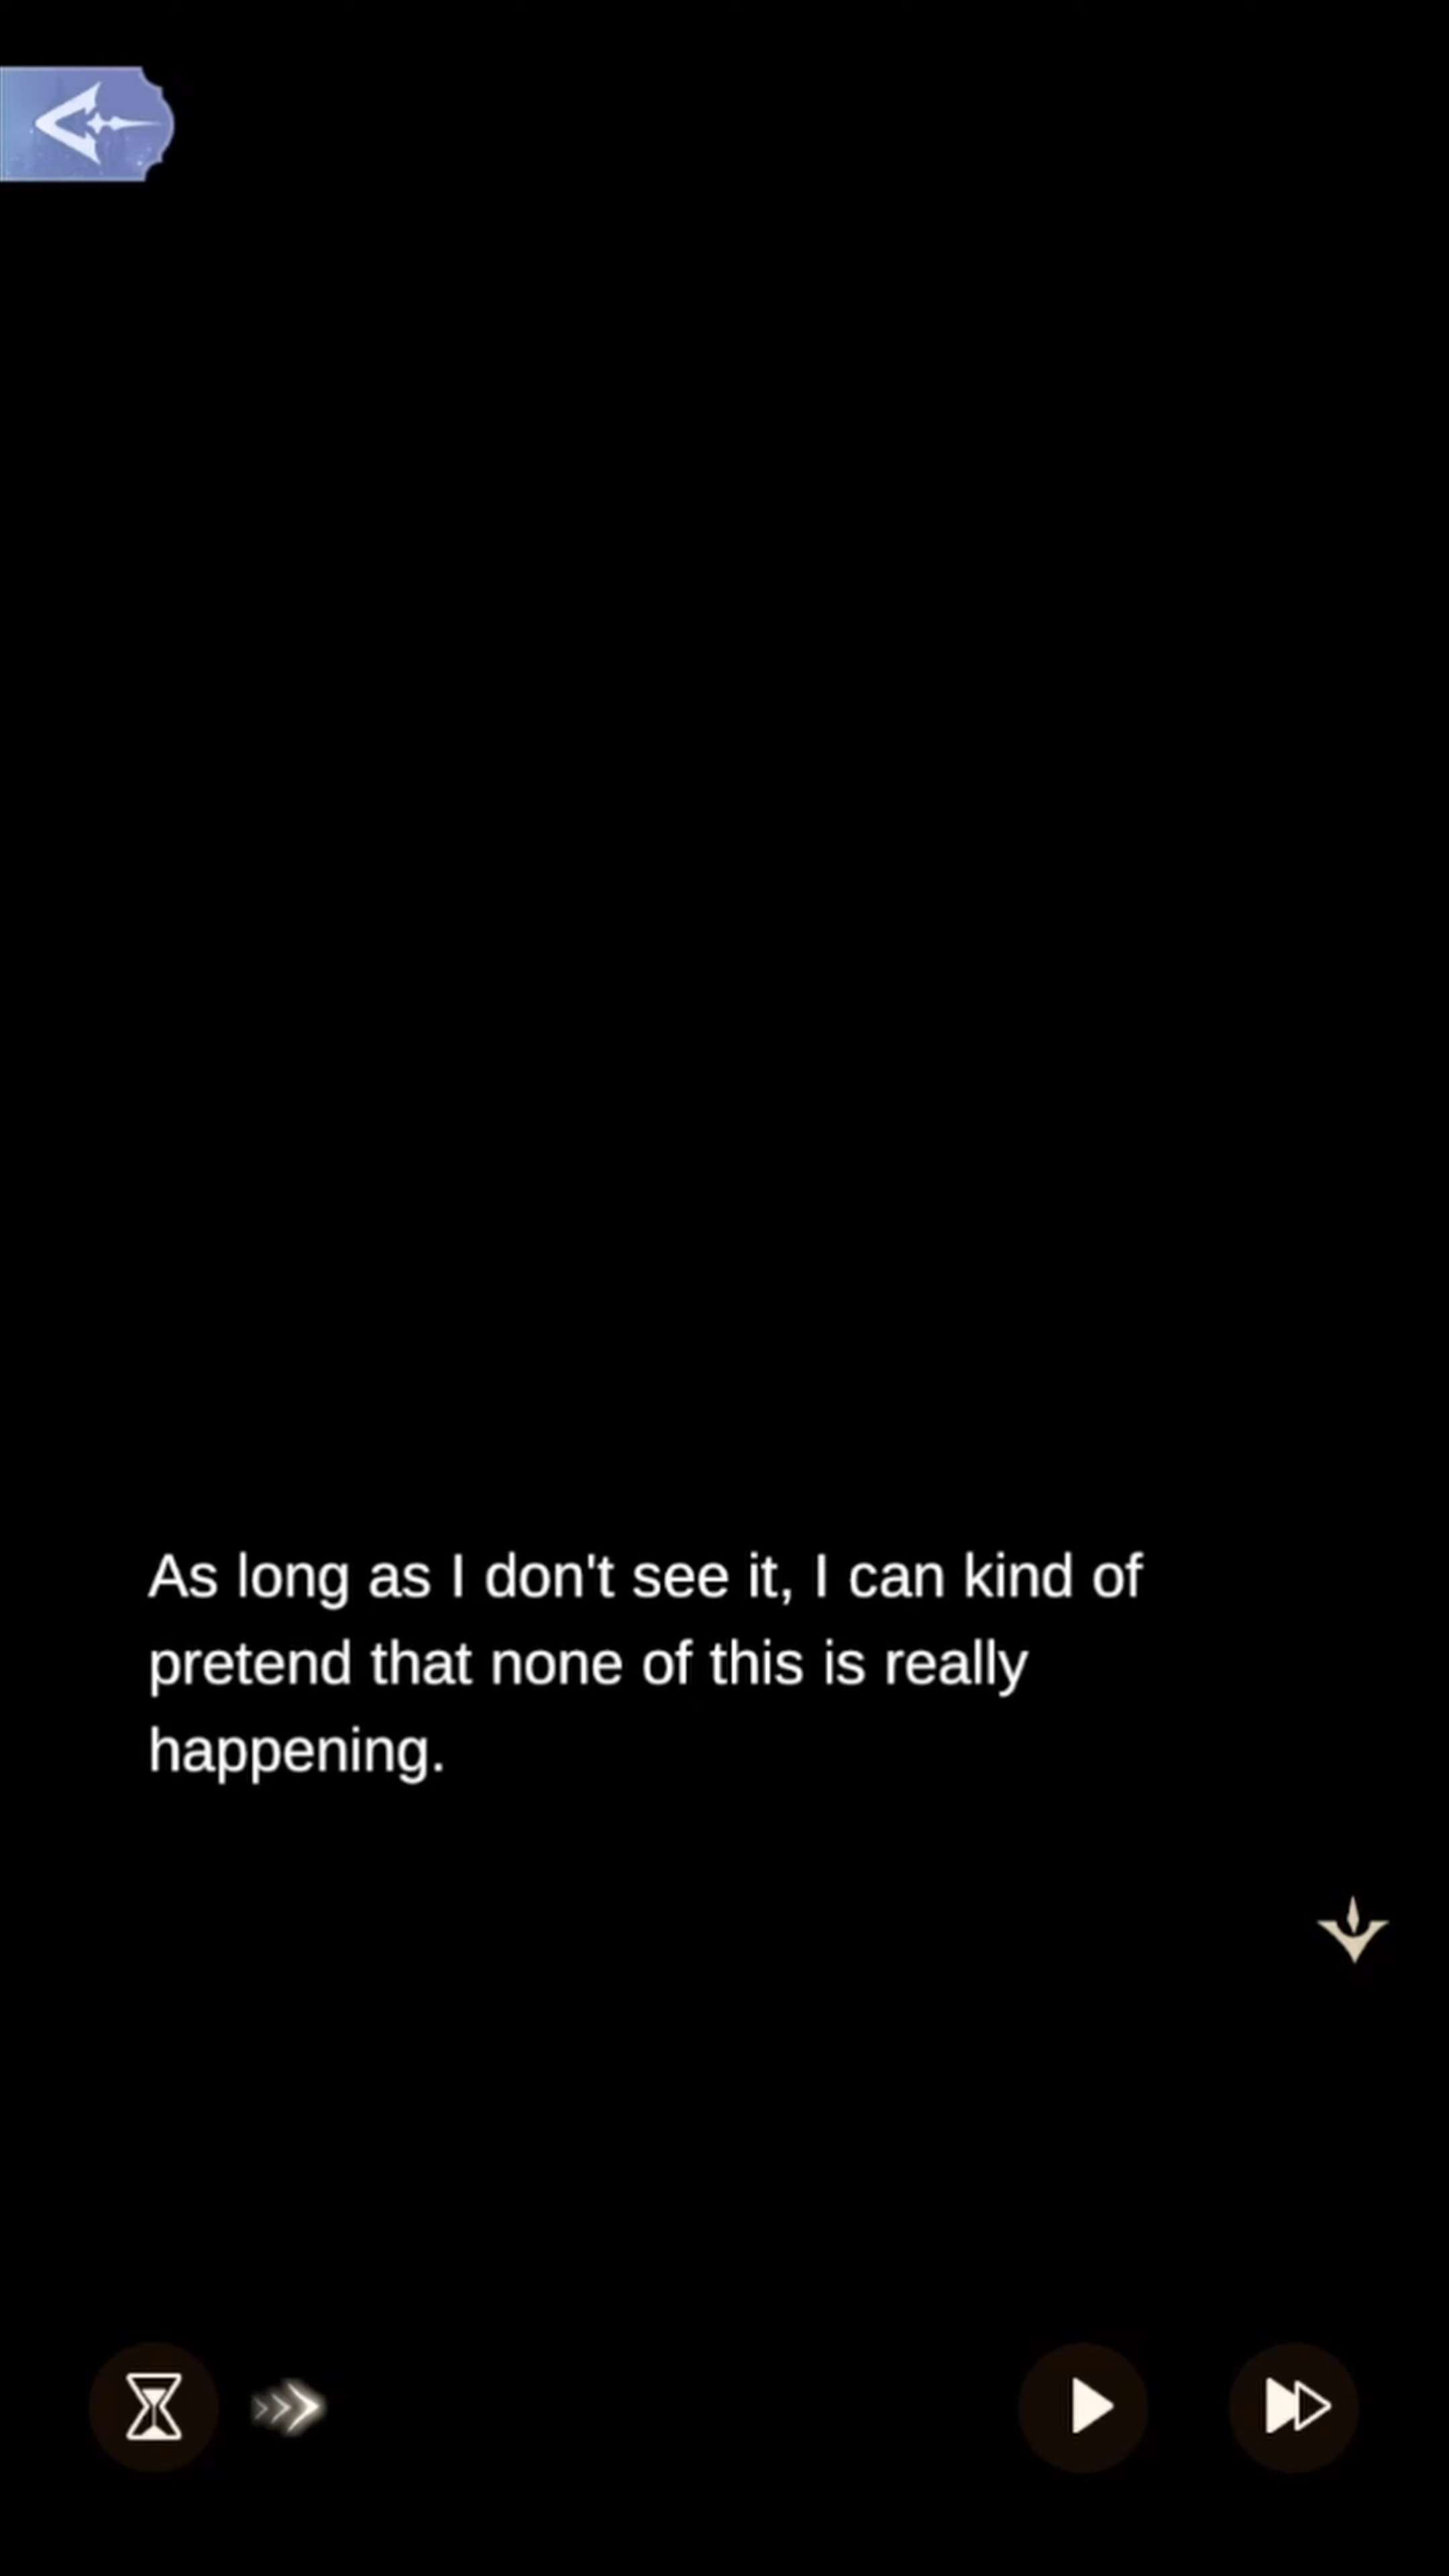 As long as I don't see it, I can kind of
pretend that none of this is really
happening.